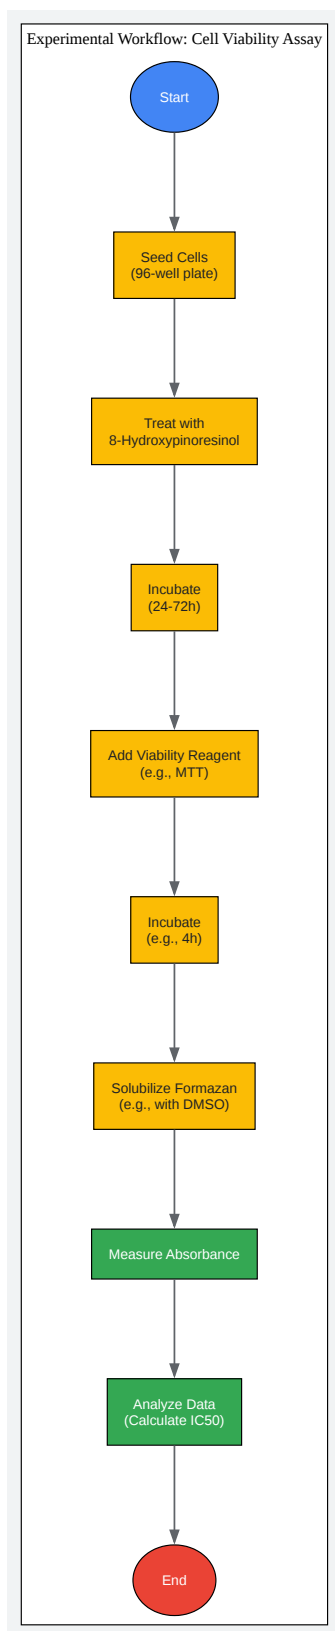 Experimental Workflow: Cell Viability Assay
Start
Seed Cells
(96-well plate)
Treat with
8-Hydroxypinoresinol
Incubate
(24-72h)
Add Viability Reagent
(e.g., MTT)
Incubate
(e.g., 4h)
Solubilize Formazan
(e.g., with DMSO)
Measure Absorbance
Analyze Data
(Calculate IC50)
End